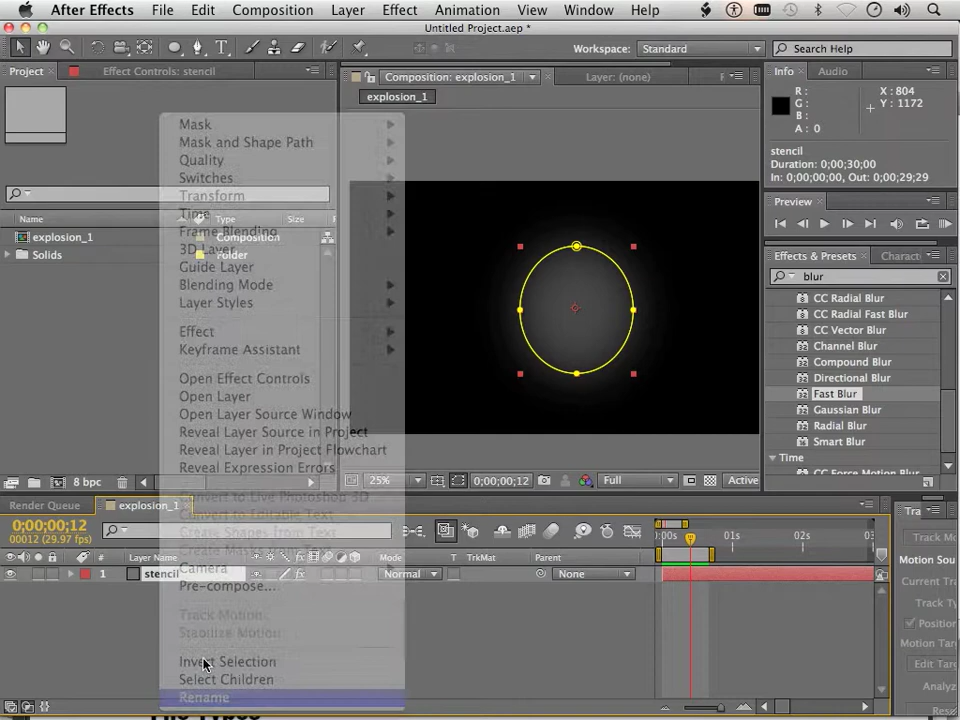 After Effects File Edit Composition Layer Effect Animation View Window Help
Untitled Project.aep *
Workspace: Standard Search Help
Project Effect Controls: stencil
Composition: explosion_1 Layer: (none)
explosion_1
Info Audio
R:
G:
B:
A: 0
X: 804
Y: 1172
stencil
Duration: 0;00;30;00
In: 0;00;00;00, Out: 0;00;29;29
Preview
Effects & Presets
blur
CC Radial Blur
CC Radial Fast Blur
CC Vector Blur
Channel Blur
Compound Blur
Directional Blur
Fast Blur
Gaussian Blur
Radial Blur
Smart Blur
Time
Name Type Size
explosion_1 Composition
Solids Folder
8 bpc
Mask
Mask and Shape Path
Quality
Switches
Transform
Time
Frame Blending
3D Layer
Guide Layer
Blending Mode
Layer Styles
Effect
Keyframe Assistant
Open Effect Controls
Open Layer
Open Layer Source Window
Reveal Layer Source in Project
Reveal Layer in Project Flowchart
Reveal Expression Errors
Convert to Live Photoshop 3D
Convert to Editable Text
Create Shapes from Text
Camera
Pre-compose...
Track Motion
Stabilize Motion
Invert Selection
Select Children
Rename
25% 0;00;00;12 Full Active
Render Queue explosion_1
0;00;00;12
00012 (29.97 fps)
# Layer Name Mode T TrkMat Parent
1 stencil Normal None
01s 02s
Track M
Motion
Current Tra
Track Ty
Position
Motion Target
Edit Targ
Analyz